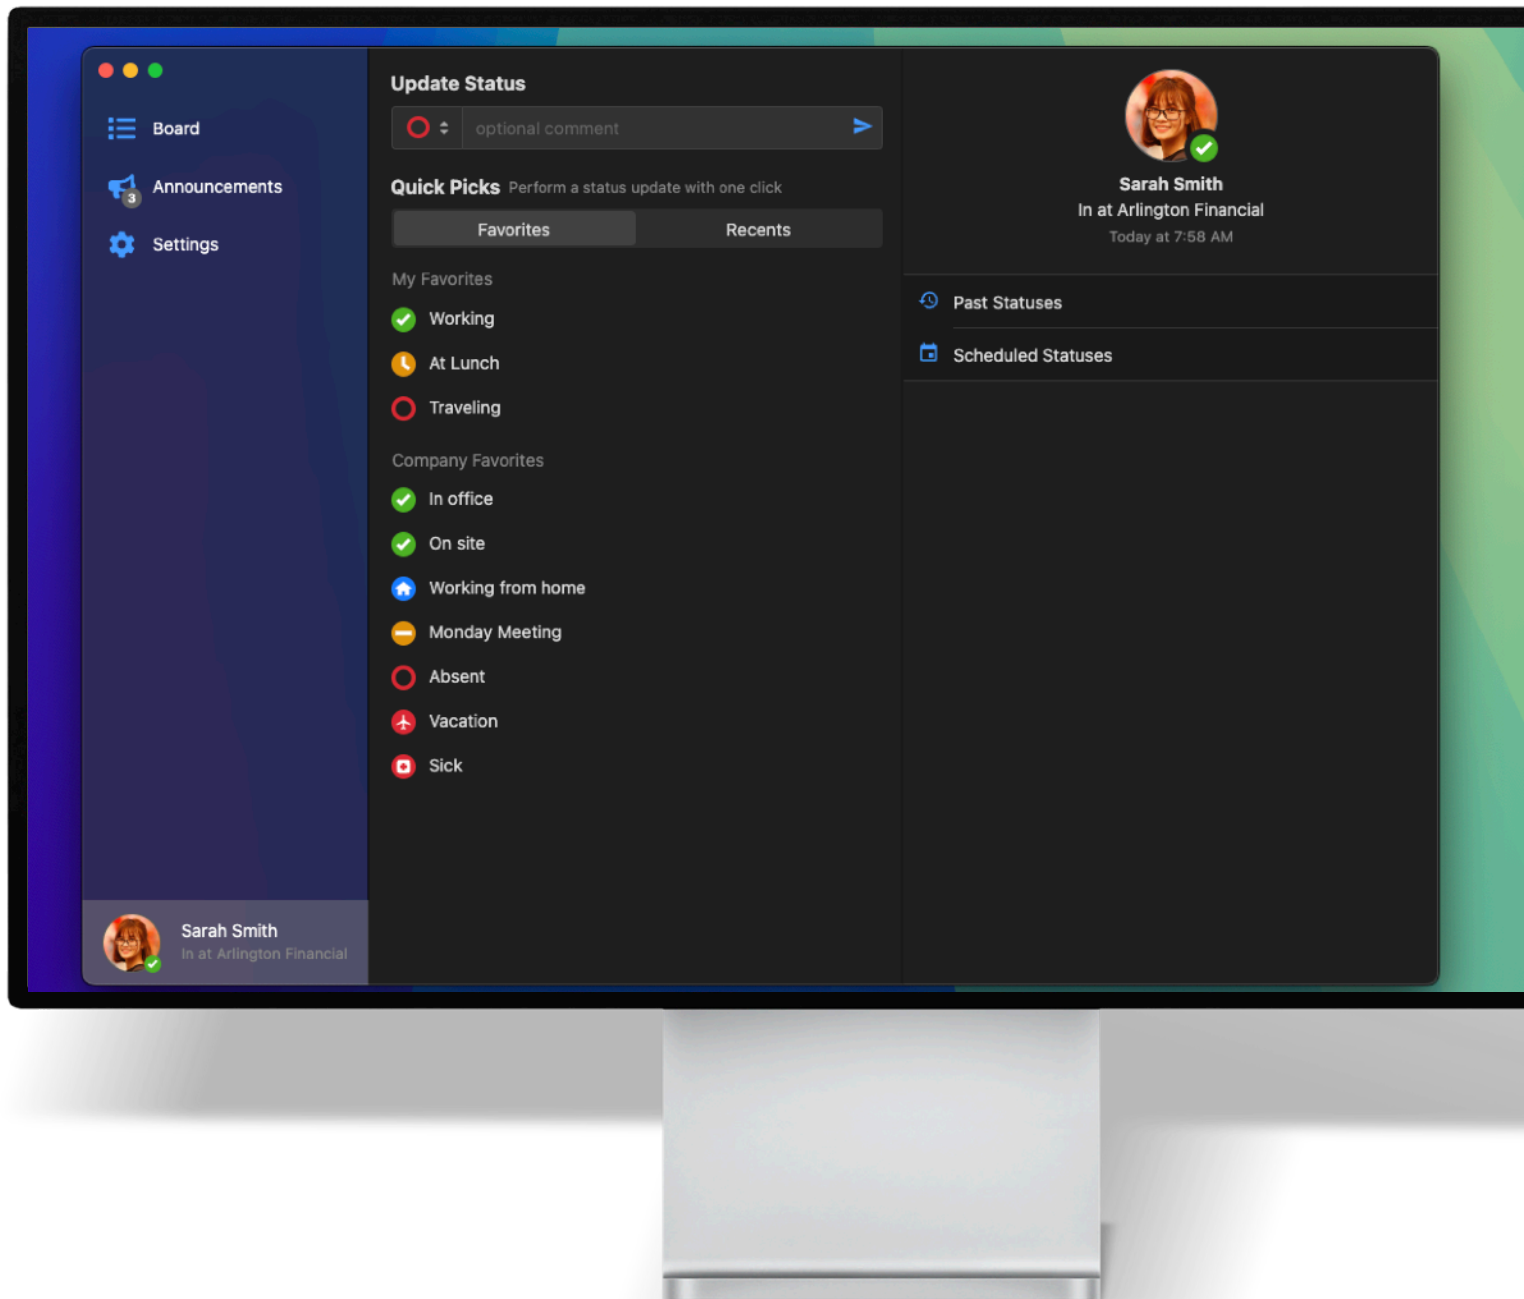 Board
Announcements
3
Settings
Sarah Smith
In at Arlington Financial
Update Status
optional comment
Quick Picks Perform a status update with one click
Favorites Recents
My Favorites
Working
At Lunch
Traveling
Company Favorites
In office
On site
Working from home
Monday Meeting
Absent
Vacation
Sick
Sarah Smith
In at Arlington Financial
Today at 7:58 AM
Past Statuses
Scheduled Statuses